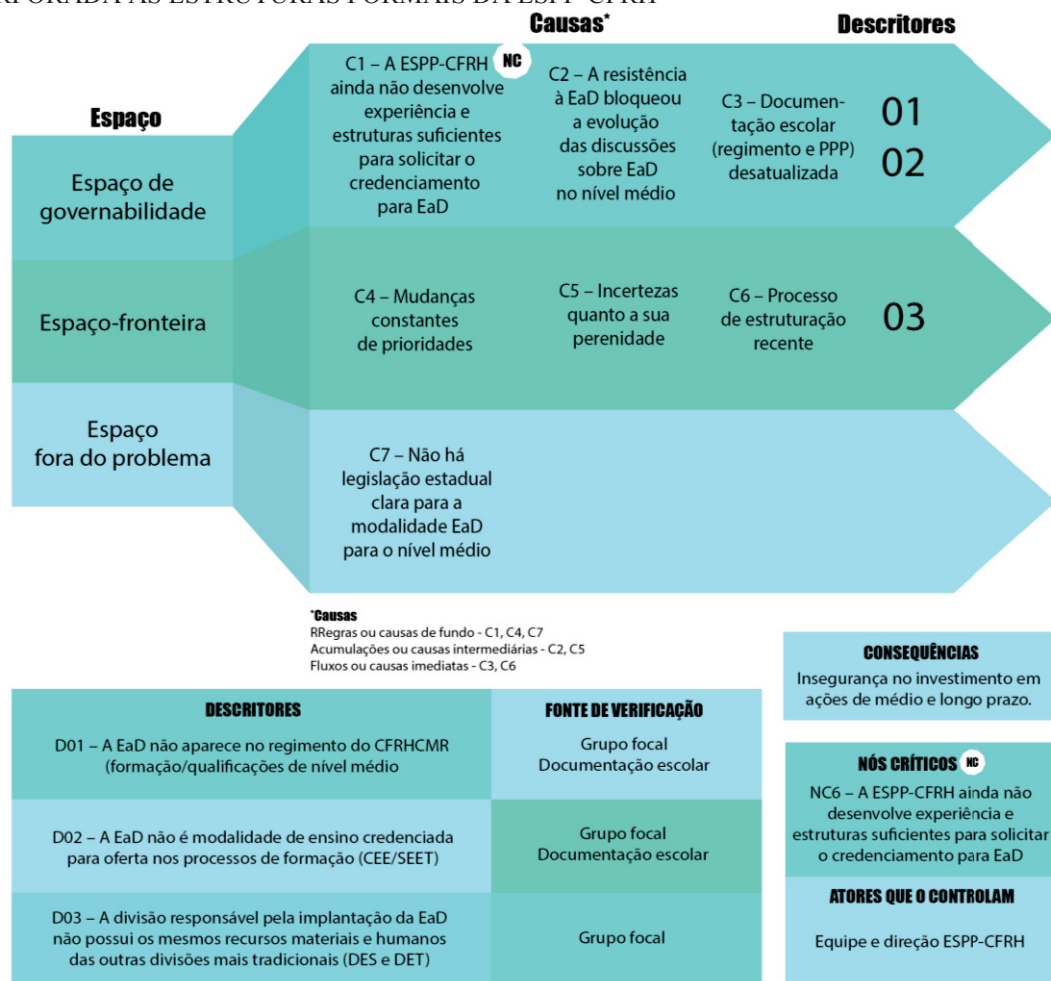 Causas*
Descritores
Espaço
C1 – A ESPP-CFRH
ainda não desenvolve
experiência e
estruturas suficientes
para solicitar o
credenciamento
para EaD
NC
C2 – A resistência
à EaD bloqueou
a evolução
das discussões
sobre EaD
no nível médio
C3 – Documen-
tação escolar
(regimento e PPP)
desatualizada
01
02
Espaço de
governabilidade
Espaço-fronteira
C4 – Mudanças
constantes
de prioridades
C5 – Incertezas
quanto a sua
perenidade
C6 – Processo
de estruturação
recente
03
Espaço
fora do problema
C7 – Não há
legislação estadual
clara para a
modalidade EaD
para o nível médio
*Causas
RRegras ou causas de fundo - C1, C4, C7
Acumulações ou causas intermediárias - C2, C5
Fluxos ou causas imediatas - C3, C6
DESCRITORES
FONTE DE VERIFICAÇÃO
D01 – A EaD não aparece no regimento do CFRHCMR
(formação/qualificações de nível médio
Grupo focal
Documentação escolar
D02 – A EaD não é modalidade de ensino credenciada
para oferta nos processos de formação (CEE/SEET)
Grupo focal
Documentação escolar
D03 – A divisão responsável pela implantação da EaD
não possui os mesmos recursos materiais e humanos
das outras divisões mais tradicionais (DES e DET)
Grupo focal
CONSEQUÊNCIAS
Insegurança no investimento em
ações de médio e longo prazo.
NÓS CRÍTICOS NC
NC6 – A ESPP-CFRH ainda não
desenvolve experiência e
estruturas suficientes para solicitar
o credenciamento para EaD
ATORES QUE O CONTROLAM
Equipe e direção ESPP-CFRH